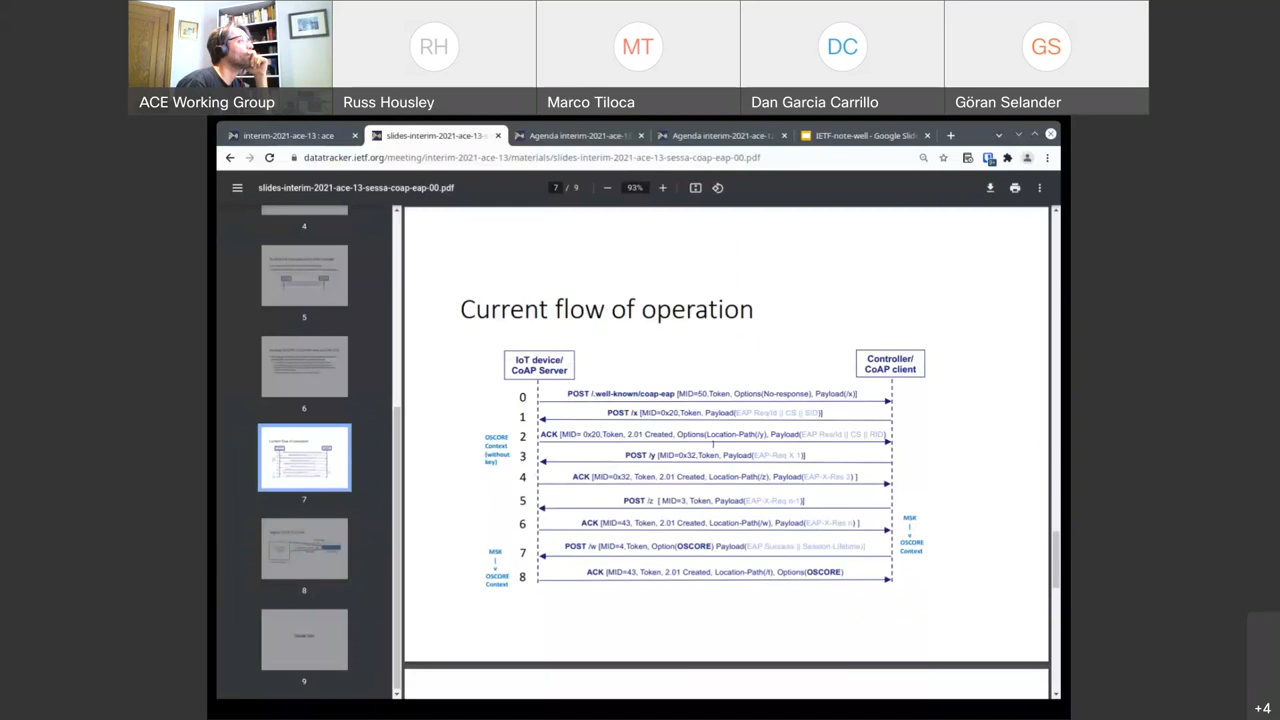 RH
MT
DC
GS
ACE Working Group
Russ Housley
Marco Tiloca
Dan Garcia Carrillo
Göran Selander
interim-2021-ace-13 : ace
slides-interim-2021-ace-13-s
Agenda interim-2021-ace-13
Agenda interim-2021-ace-1
IETF-note-well - Google Slid
datatracker.ietf.org/meeting/interim-2021-ace-13/materials/slides-interim-2021-ace-13-sessa-coap-eap-00.pdf
slides-interim-2021-ace-13-sessa-coap-eap-00.pdf
7 / 9
93%
4
5
6
7
8
9
Current flow of operation
IoT device/
CoAP Server
Controller/
CoAP client
0 POST /.well-known/coap-eap [MID=50,Token, Options(No-response), Payload(/x)]
1 POST /x [MID=0x20,Token, Payload(EAP Req/Id || CS || SID)]
2 ACK [MID= 0x20,Token, 2.01 Created, Options(Location-Path(/y), Payload(EAP Res/Id || CS || RID)]
OSCORE
Context
(without
key)
3 POST /y [MID=0x32,Token, Payload(EAP-Req X 1)]
4 ACK [MID=0x32, Token, 2.01 Created, Location-Path(/z), Payload(EAP-X-Res 2) ]
5 POST /z [ MID=3, Token, Payload(EAP-X-Req n-1)]
6 ACK [MID=43, Token, 2.01 Created, Location-Path(/w), Payload(EAP-X-Res n) ]
MSK
OSCORE
Context
7 POST /w [MID=4,Token, Option(OSCORE) Payload(EAP Success || Session-Lifetime)]
MSK
OSCORE
Context
8 ACK [MID=43, Token, 2.01 Created, Location-Path(/t), Options(OSCORE)
+4